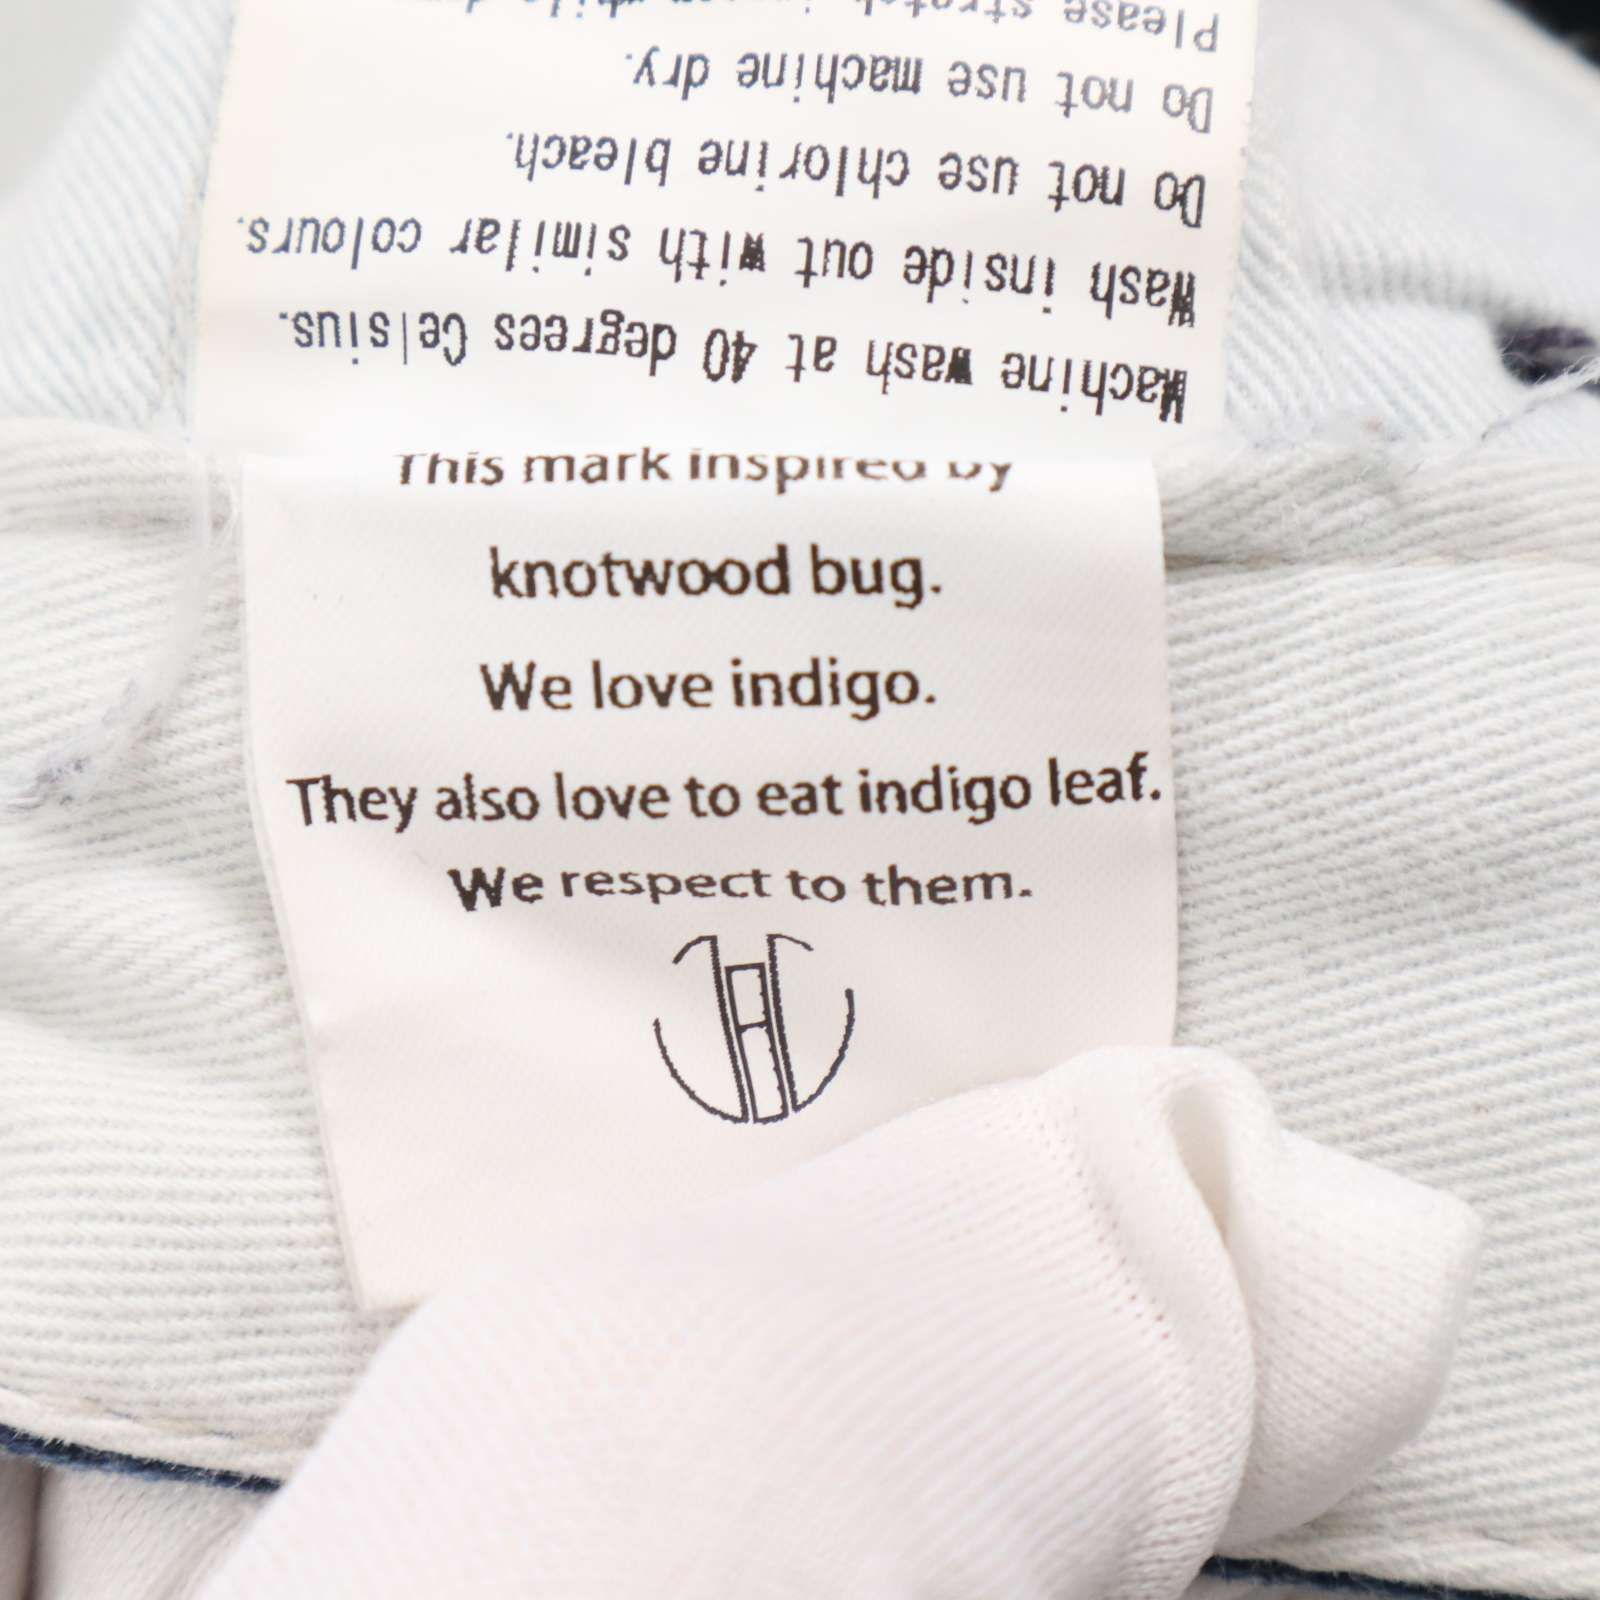 This mark inspired by
knotwood bug.
We love indigo.
They also love to eat indigo leaf.
We respect to them.
Machine wash at 40 degrees Celsius.
Wash inside out with similar colours.
Do not use chlorine bleach.
Do not use machine dry.
Please stretch